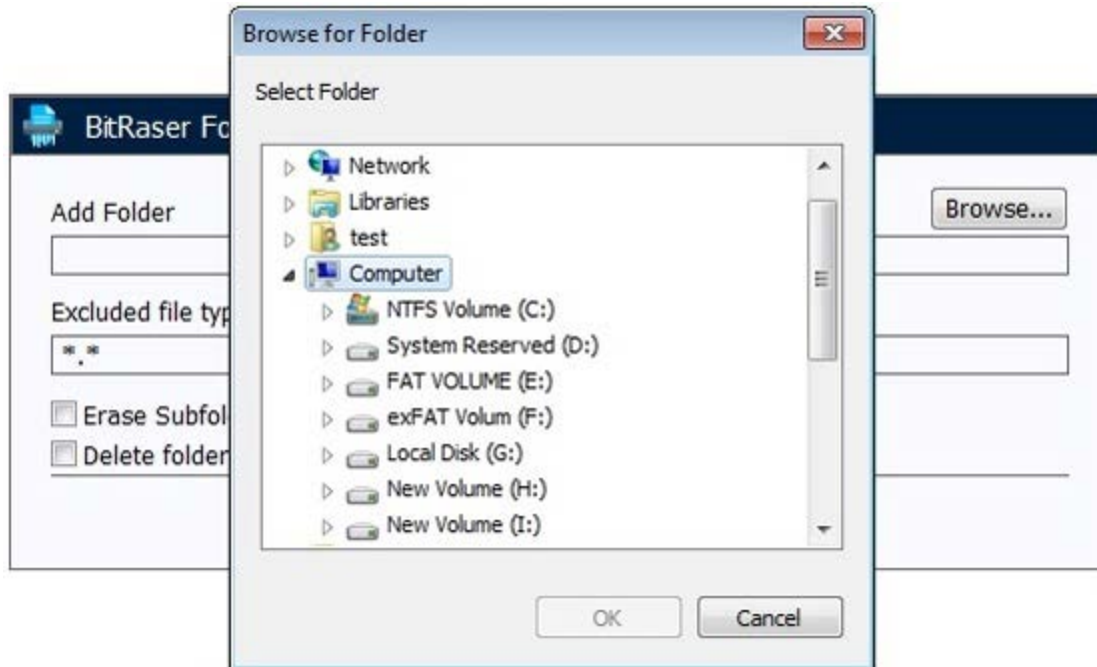 Browse for Folder
Select Folder
BitRaser Fo
Network
Libraries
test
Computer
NTFS Volume (C:)
System Reserved (D:)
FAT VOLUME (E:)
exFAT Volum (F:)
Local Disk (G:)
New Volume (H:)
New Volume (I:)
OK
Cancel
Add Folder
Browse...
Excluded file typ
*.*
Erase Subfol
Delete folder